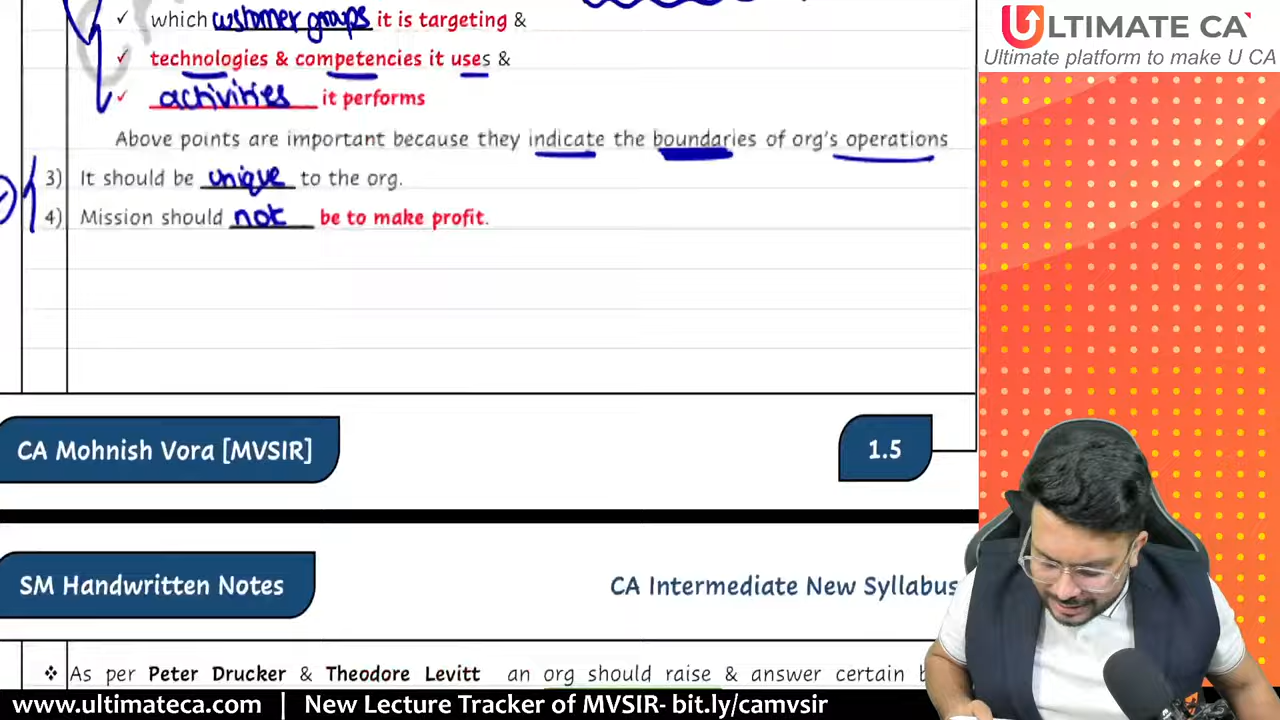 ✓ which customer groups it is targeting &
✓ technologies & competencies it uses &
✓ activities it performs
Above points are important because they indicate the boundaries of org's operations
3) It should be unique to the org.
4) Mission should not be to make profit.
CA Mohnish Vora [MVSIR]
1.5
SM Handwritten Notes
CA Intermediate New Syllabus
❖ As per Peter Drucker & Theodore Levitt an org should raise & answer certain
ULTIMATE CA
Ultimate platform to make U CA
www.ultimateca.com | New Lecture Tracker of MVSIR- bit.ly/camvsir